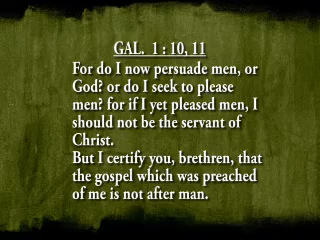 GAL. 1 : 10, 11
For do I now persuade men, or
God? or do I seek to please
men? for if I yet pleased men, I
should not be the servant of
Christ.
But I certify you, brethren, that
the gospel which was preached
of me is not after man.